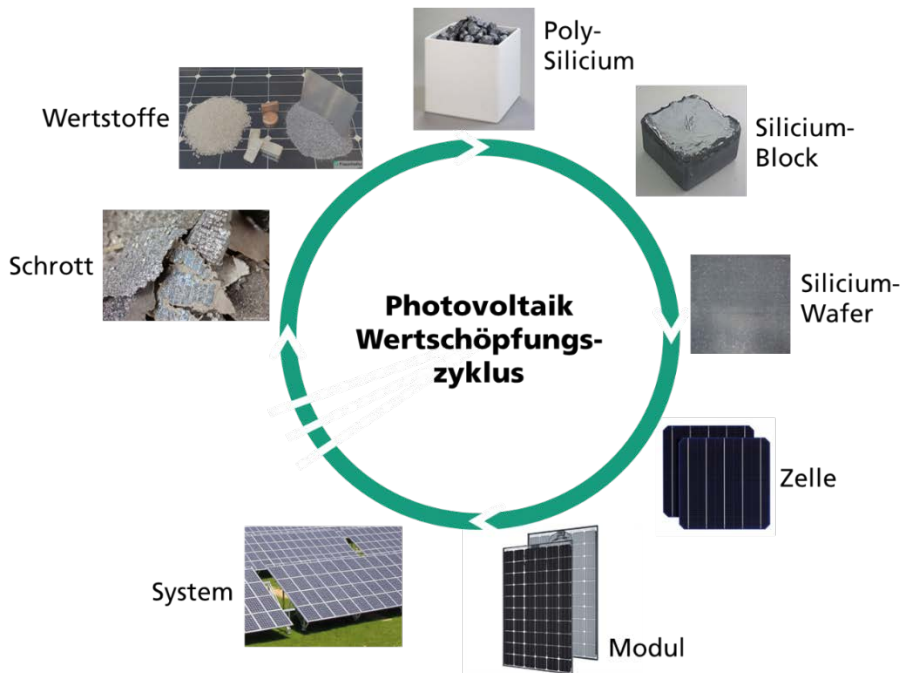 Poly-
Silicium
Silicium-
Block
Silicium-
Wafer
Zelle
Modul
System
Schrott
Wertstoffe
Photovoltaik
Wertschöpfungs-
zyklus